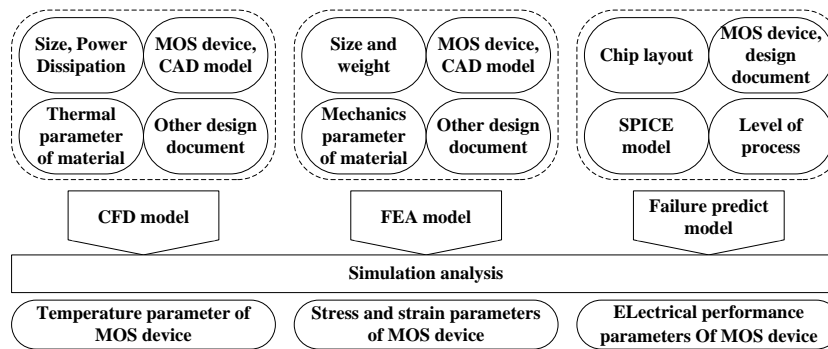 Size, Power
Dissipation
MOS device,
CAD model
Thermal
parameter
of material
Other design
document
Size and
weight
MOS device,
CAD model
Mechanics
parameter
of material
Other design
document
Chip layout
MOS device,
design
document
SPICE
model
Level of
process
CFD model
FEA model
Failure predict
model
Simulation analysis
Temperature parameter of
MOS device
Stress and strain parameters
of MOS device
ELectrical performance
parameters Of MOS device